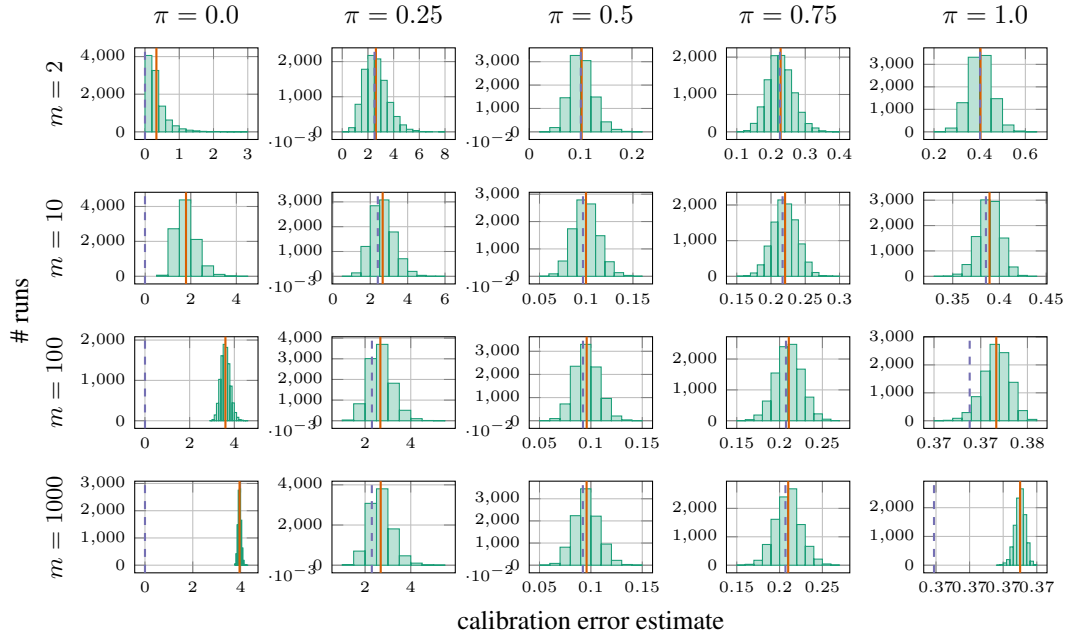 π = 0.0 π = 0.25 π = 0.5 π = 0.75 π = 1.0
m = 2
4,000 2,000 0
0 1 2 3 ·10⁻³
2,000 1,000 0
0 2 4 6 8 ·10⁻²
3,000 2,000 1,000 0
0 0.1 0.2
2,000 1,000 0
0.1 0.2 0.3 0.4
3,000 2,000 1,000 0
0.2 0.4 0.6
m = 10
4,000 2,000 0
0 2 4 ·10⁻³
3,000 2,000 1,000 0
0 2 4 6 ·10⁻²
3,000 2,000 1,000 0
0.05 0.1 0.15
2,000 1,000 0
0.15 0.2 0.25 0.3
3,000 2,000 1,000 0
0.35 0.4 0.45
m = 100
2,000 1,000 0
0 2 4 ·10⁻³
4,000 2,000 0
2 4 ·10⁻²
3,000 2,000 1,000 0
0.05 0.1 0.15
2,000 1,000 0
0.15 0.2 0.25
3,000 2,000 1,000 0
0.37 0.37 0.38
m = 1000
3,000 2,000 1,000 0
0 2 4 ·10⁻³
4,000 2,000 0
2 4 ·10⁻²
3,000 2,000 1,000 0
0.05 0.1 0.15
2,000 1,000 0
0.15 0.2 0.25
2,000 1,000 0
0.37 0.37 0.37 0.37
# runs
calibration error estimate